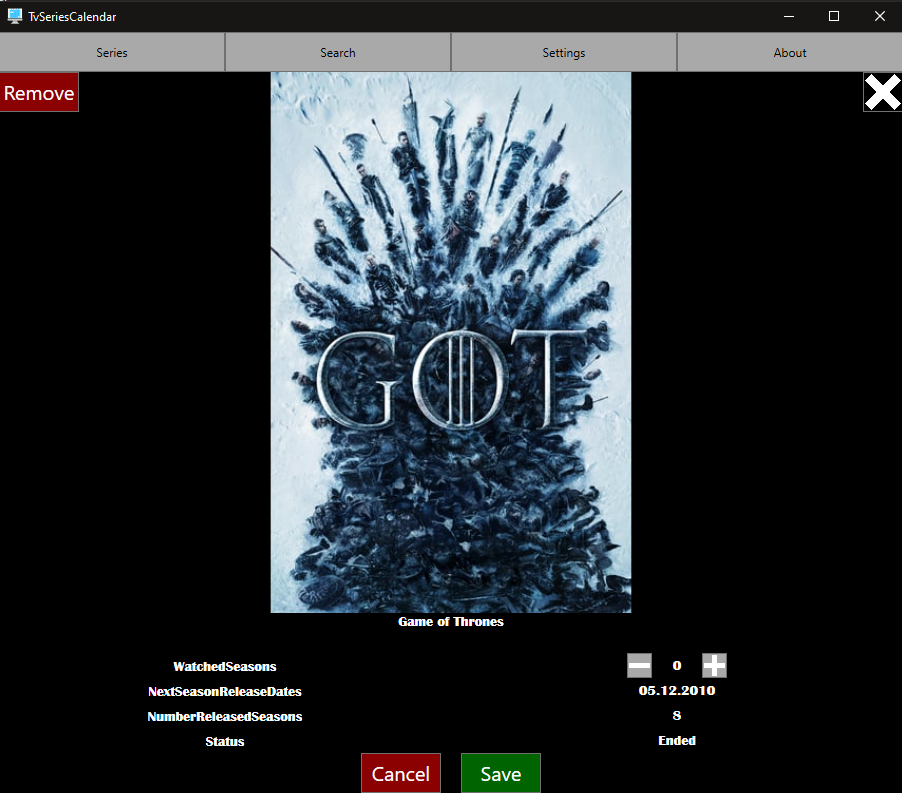 TvSeriesCalendar
Series
Search
Settings
About
Remove
GOT
Game of Thrones
WatchedSeasons
0
NextSeasonReleaseDates
05.12.2010
NumberReleasedSeasons
8
Status
Ended
Cancel
Save